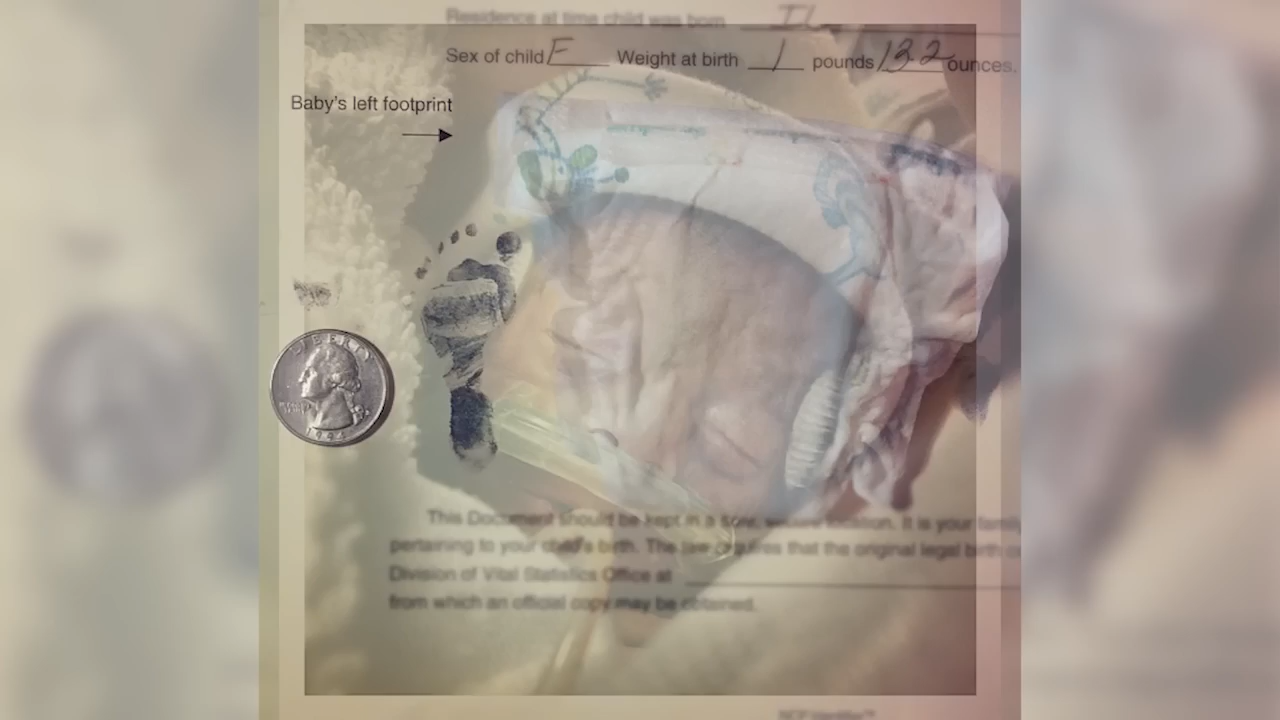 Residence at time child was born IL
Sex of child F Weight at birth 1 pounds 13.2 ounces.
Baby's left footprint
LIBERTY
1994
This Document should be kept in a safe, secure location. It is your family
pertaining to your child's birth. The law requires that the original legal birth
Division of Vital Statistics Office at
from which an official copy may be obtained.